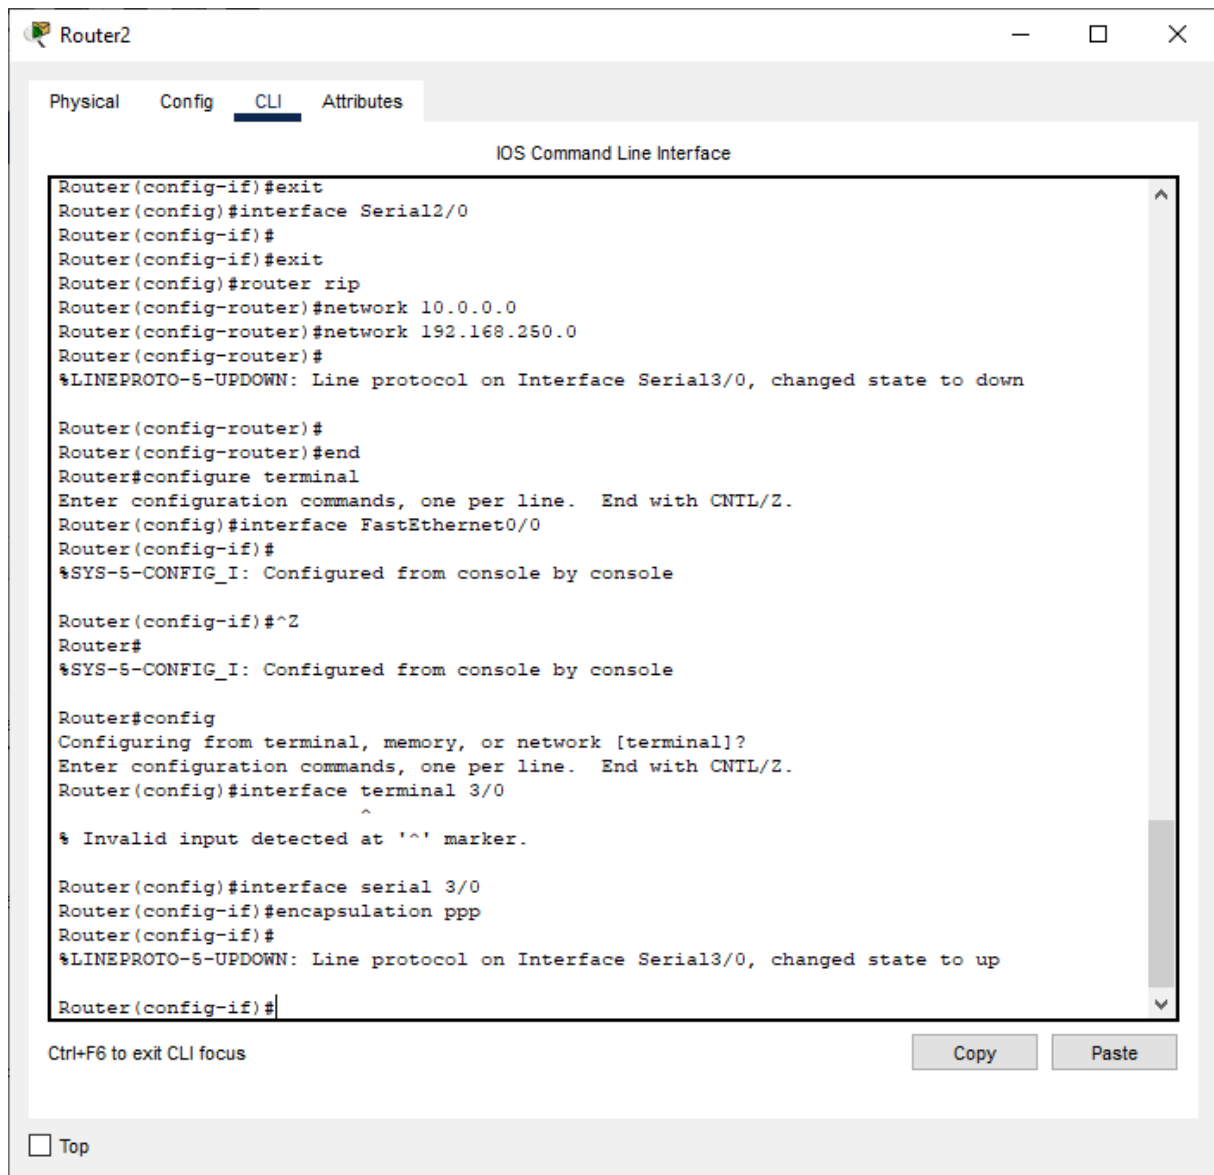 Router2
Physical Config CLI Attributes
IOS Command Line Interface
Router(config-if)#exit
Router(config)#interface Serial2/0
Router(config-if)#
Router(config-if)#exit
Router(config)#router rip
Router(config-router)#network 10.0.0.0
Router(config-router)#network 192.168.250.0
Router(config-router)#
%LINEPROTO-5-UPDOWN: Line protocol on Interface Serial3/0, changed state to down
Router(config-router)#
Router(config-router)#end
Router#configure terminal
Enter configuration commands, one per line.  End with CNTL/Z.
Router(config)#interface FastEthernet0/0
Router(config-if)#
%SYS-5-CONFIG_I: Configured from console by console
Router(config-if)#^Z
Router#
%SYS-5-CONFIG_I: Configured from console by console
Router#config
Configuring from terminal, memory, or network [terminal]?
Enter configuration commands, one per line.  End with CNTL/Z.
Router(config)#interface terminal 3/0
^
% Invalid input detected at '^' marker.
Router(config)#interface serial 3/0
Router(config-if)#encapsulation ppp
Router(config-if)#
%LINEPROTO-5-UPDOWN: Line protocol on Interface Serial3/0, changed state to up
Router(config-if)#
Ctrl+F6 to exit CLI focus
Copy Paste
Top